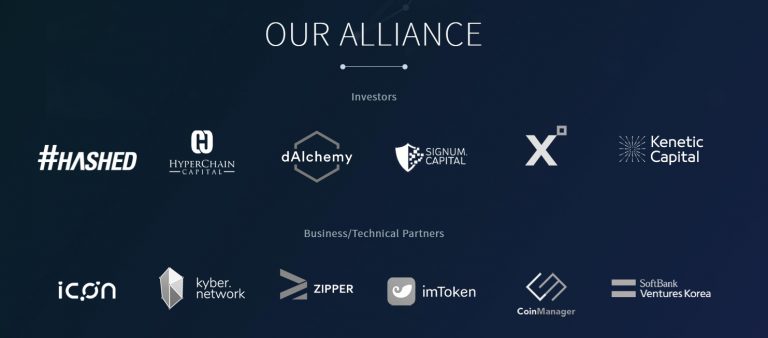 OUR ALLIANCE
Investors
#HASHED
HYPERCHAIN
CAPITAL
dAlchemy
SIGNUM.
CAPITAL
X
Kenetic
Capital
Business/Technical Partners
icon
kyber.
network
ZIPPER
imToken
CoinManager
SoftBank
Ventures Korea